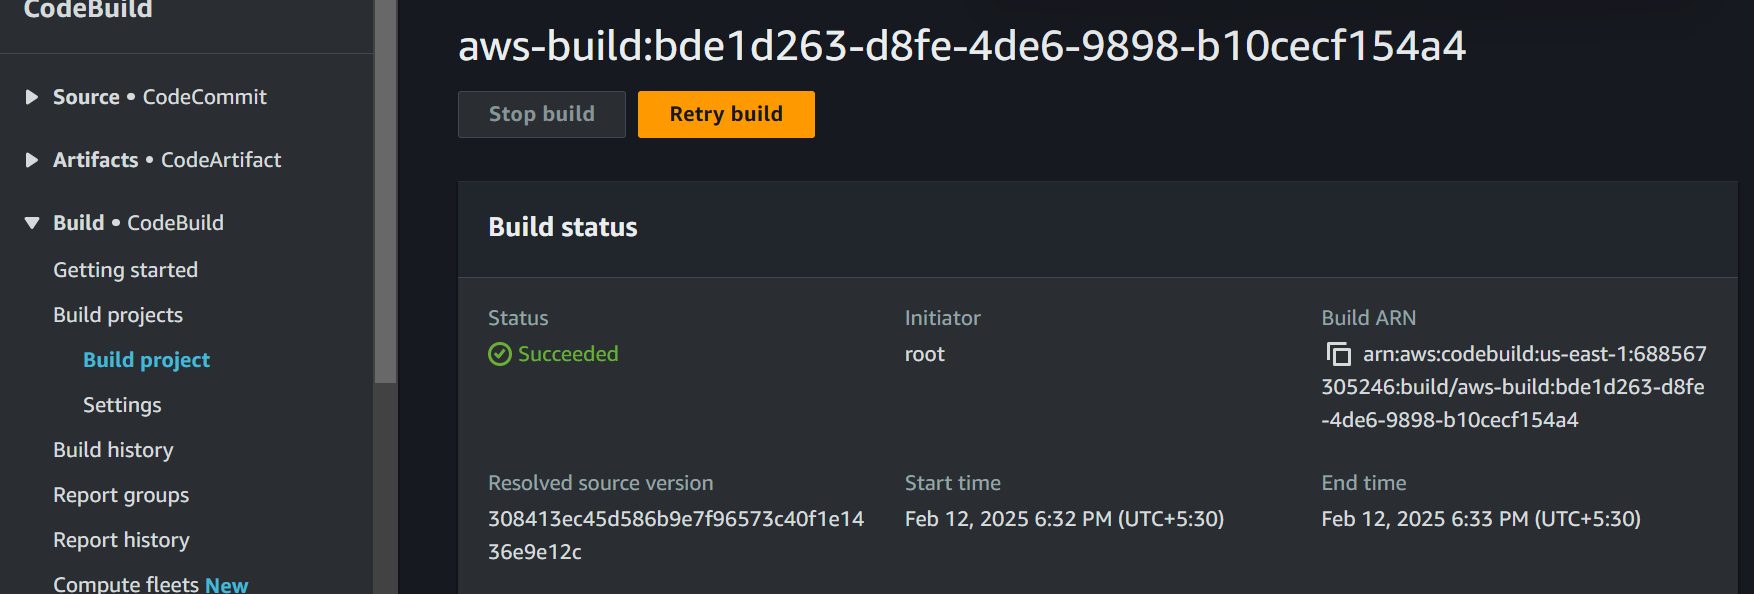 CodeBuild
Source • CodeCommit
Artifacts • CodeArtifact
Build • CodeBuild
Getting started
Build projects
Build project
Settings
Build history
Report groups
Report history
Compute fleets New
aws-build:bde1d263-d8fe-4de6-9898-b10cecf154a4
Stop build
Retry build
Build status
Status
Succeeded
Initiator
root
Build ARN
arn:aws:codebuild:us-east-1:688567
305246:build/aws-build:bde1d263-d8fe
-4de6-9898-b10cecf154a4
Resolved source version
308413ec45d586b9e7f96573c40f1e14
36e9e12c
Start time
Feb 12, 2025 6:32 PM (UTC+5:30)
End time
Feb 12, 2025 6:33 PM (UTC+5:30)